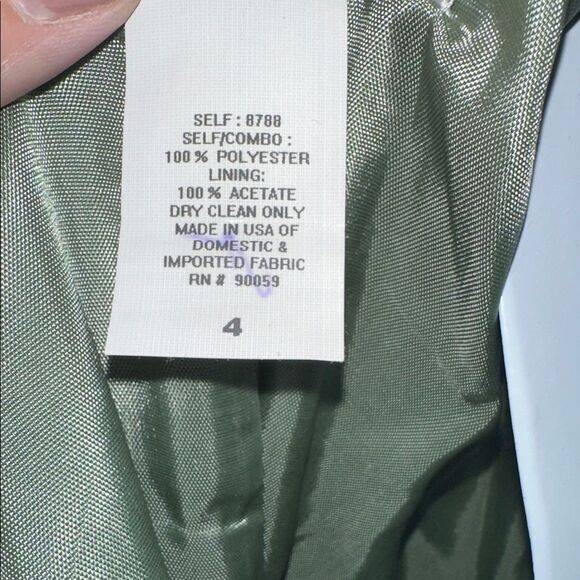 SELF : 8788
SELF/COMBO :
100 % POLYESTER
LINING:
100 % ACETATE
DRY CLEAN ONLY
MADE IN USA OF
DOMESTIC &
IMPORTED FABRIC
RN # 90059
4